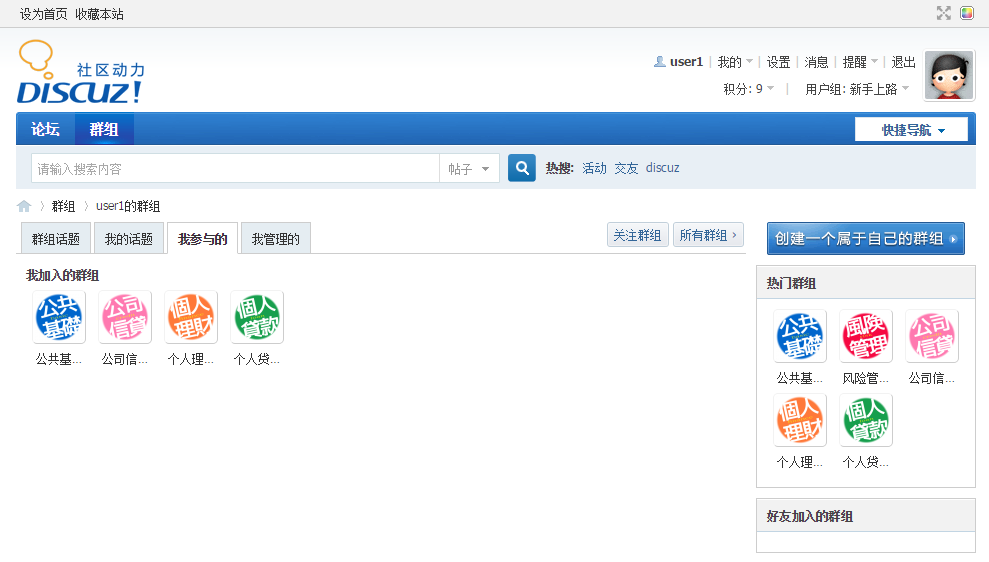 设为首页 收藏本站
社区动力
DISCUZ!
user1 | 我的 | 设置 | 消息 | 提醒 | 退出
积分: 9 | 用户组: 新手上路
论坛 群组 快捷导航
请输入搜索内容 帖子 热搜: 活动 交友 discuz
群组 user1的群组
群组话题 我的话题 我参与的 我管理的 关注群组 所有群组 › 创建一个属于自己的群组
我加入的群组
公共基礎 公司信貸 個人理財 個人貸款
公共基... 公司信... 个人理... 个人贷...
热门群组
公共基礎 風険管理 公司信貸
公共基... 风险管... 公司信...
個人理財 個人貸款
个人理... 个人贷...
好友加入的群组